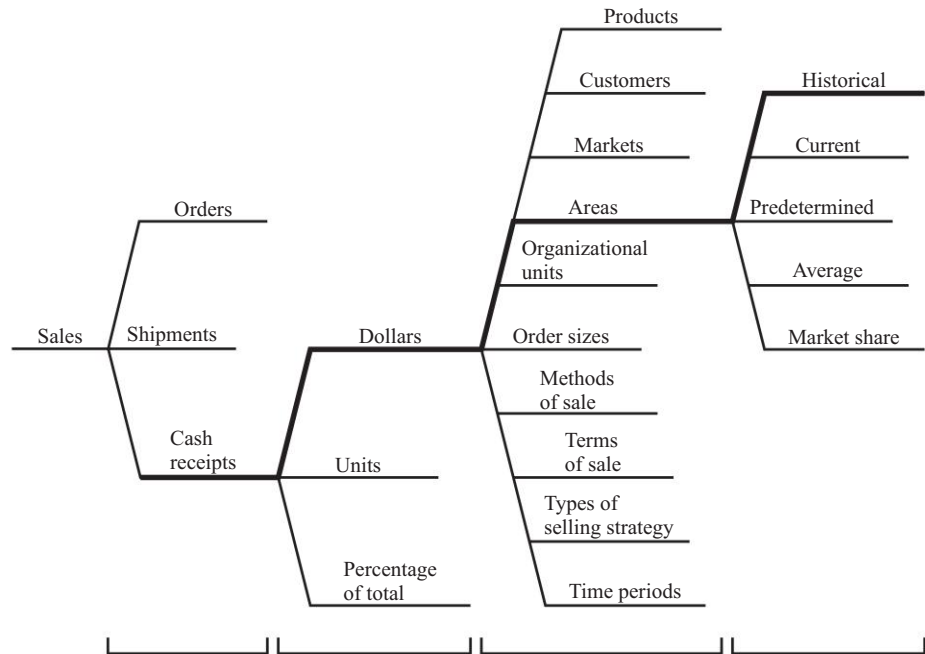 Sales
Orders
Shipments
Cash
receipts
Dollars
Units
Percentage
of total
Products
Customers
Markets
Areas
Organizational
units
Order sizes
Methods
of sale
Terms
of sale
Types of
selling strategy
Time periods
Historical
Current
Predetermined
Average
Market share